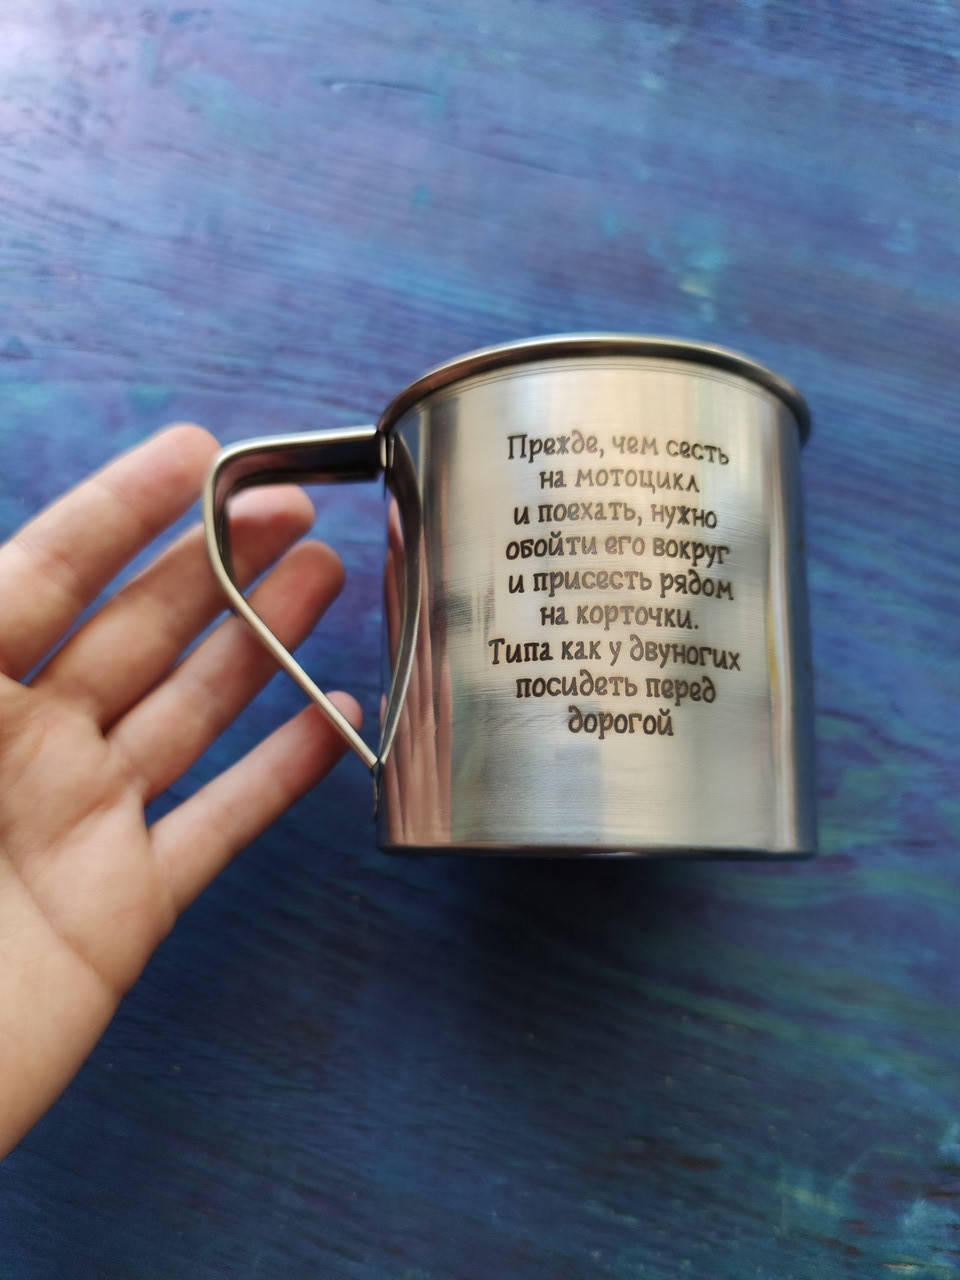 Прежде, чем сесть
на мотоцикл
и поехать, нужно
обойти его вокруг
и присесть рядом
на корточки.
Типа как у двуногих
посидеть перед
дорогой